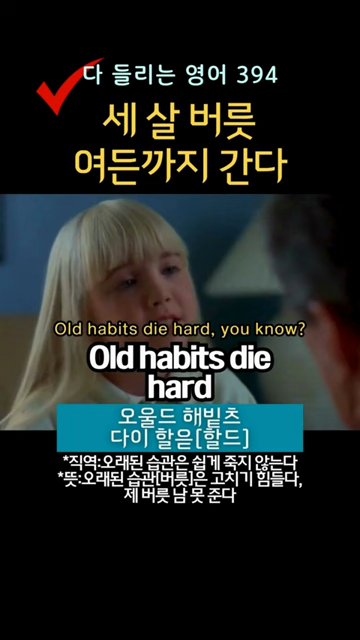 다 들리는 영어 394
세 살 버릇
여든까지 간다
Old habits die hard, you know?
Old habits die
hard
오울드 해빝츠
다이 할은[할드]
*직역:오래된 습관은 쉽게 죽지 않는다
*뜻:오래된 습관[버릇]은 고치기 힘들다,
제 버릇 남 못 준다